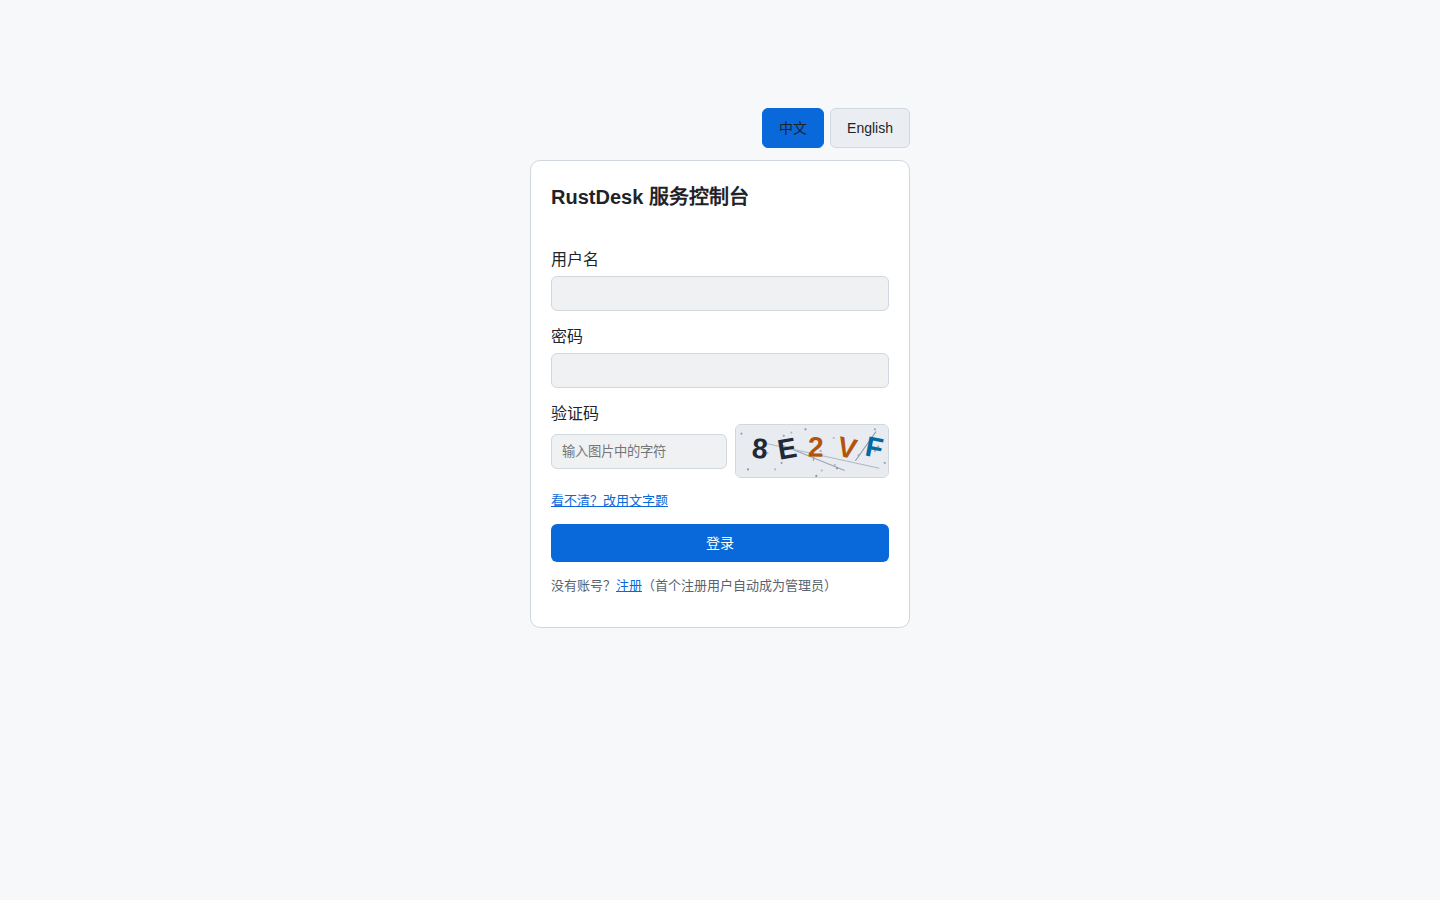 中文 English
RustDesk 服务控制台
用户名
密码
验证码
输入图片中的字符 8E2VF
看不清？改用文字题
登录
没有账号？注册（首个注册用户自动成为管理员）